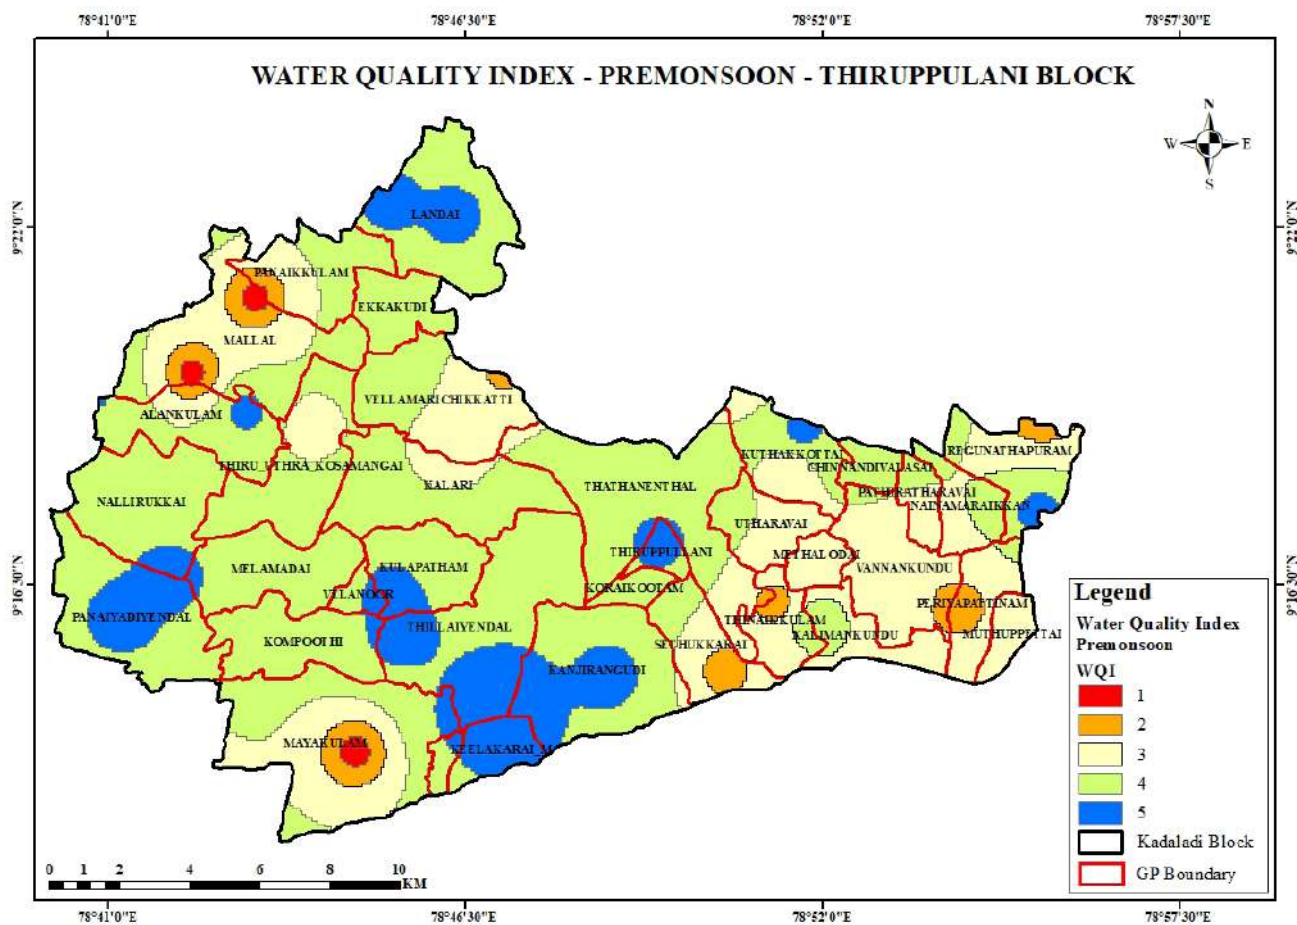 78°41'0"E 78°46'30"E 78°52'0"E 78°57'30"E
WATER QUALITY INDEX - PREMONSOON - THIRUPPULANI BLOCK
N
W E
S
9°22'0"N 9°22'0"N
LANDAI
PANAIKKULAM
EKKAKUDI
MALLAL
VELLAMARICHIKKATTI
ALANKULAM
THIRU_UTHRA_KOSAMANGAI
KALARI
NALLIRUKKAI
THATHANENTHAL
KUTHAKKOTTAI
CHINNANDIVALASAI
REGUNATHAPURAM
PATHIRATHARAVAI
NAINAMARAIKKAN
UTHARAVAI
THIRUPPULLANI
METHALODAI
VANNANKUNDU
MELAMADAI
KULAPATHAM
VELANOOR
KORAIKOOLAM
9°16'30"N 9°16'30"N
PANAIYADIYENDAL
THILLAIYENDAL
THINAIKKULAM
PERIYAPATTINAM
KALIMANKUNDU
MUTHUPPETTAI
KOMPOOTHI
SETHUKKARAI
KANJIRANGUDI
MAYAKULAM
KEELAKARAI_M
Legend
Water Quality Index
Premonsoon
WQI
1
2
3
4
5
Kadaladi Block
GP Boundary
0 1 2 4 6 8 10
KM
78°41'0"E 78°46'30"E 78°52'0"E 78°57'30"E